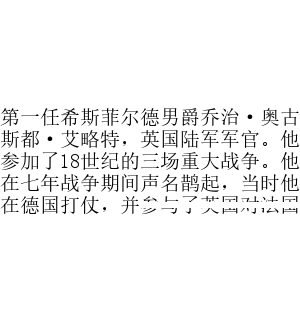 第一任希斯菲尔德男爵乔治·奥古
斯都·艾略特，英国陆军军官。他
参加了18世纪的三场重大战争。他
在七年战争期间声名鹊起，当时他
在德国打仗，并参与了英国对法国